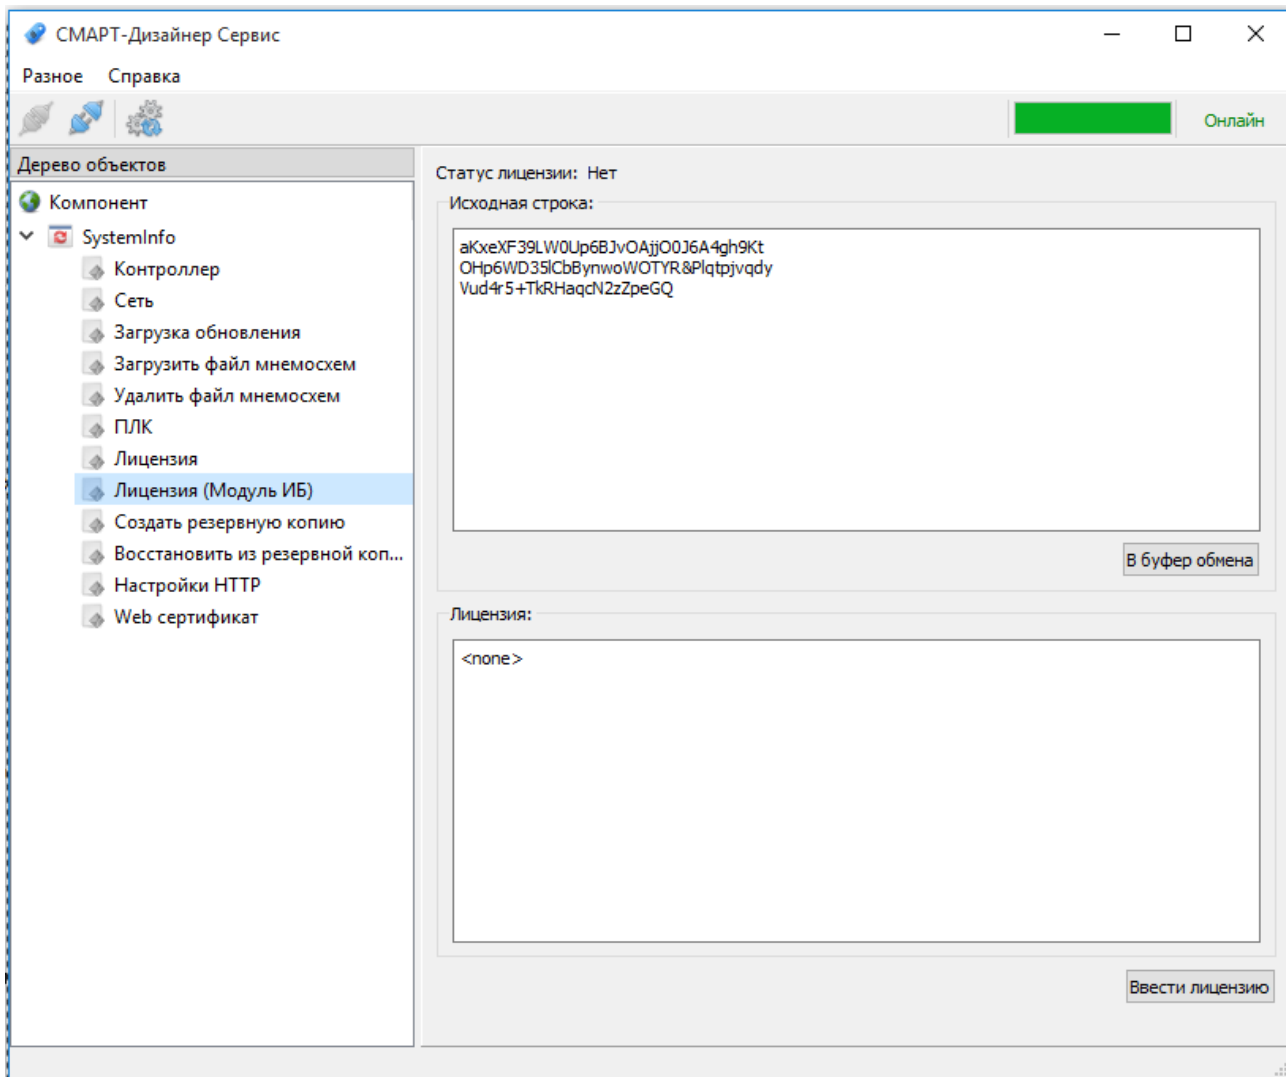 СМАРТ-Дизайнер Сервис
Разное Справка
Онлайн
Дерево объектов
Компонент
SystemInfo
Контроллер
Сеть
Загрузка обновления
Загрузить файл мнемосхем
Удалить файл мнемосхем
ПЛК
Лицензия
Лицензия (Модуль ИБ)
Создать резервную копию
Восстановить из резервной коп...
Настройки HTTP
Web сертификат
Статус лицензии: Нет
Исходная строка:
aKxeXF39LW0Up6BJvOAjjO0J6A4gh9Kt
OHp6WD35lCbBynwoWOTYR&Plqtpjvqdy
Vud4r5+TkRHaqcN2zZpeGQ
В буфер обмена
Лицензия:
<none>
Ввести лицензию